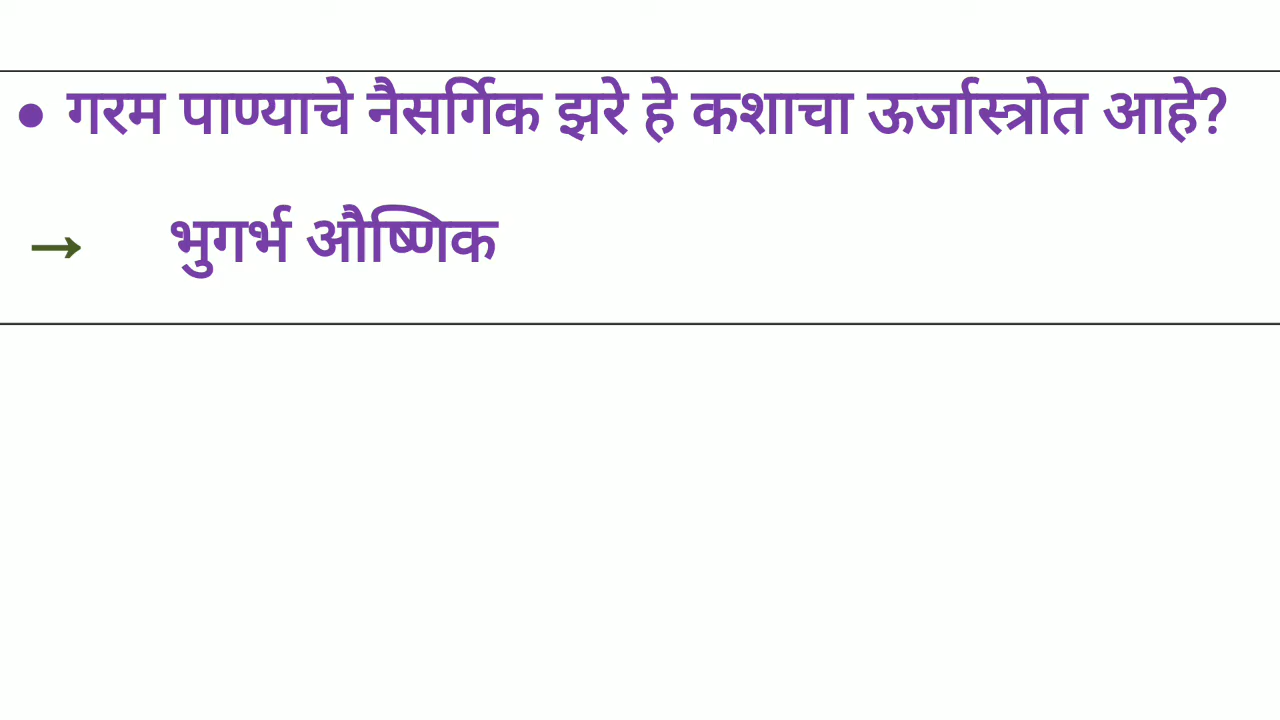 • गरम पाण्याचे नैसर्गिक झरे हे कशाचा ऊर्जास्त्रोत आहे?
→ भुगर्भ औष्णिक